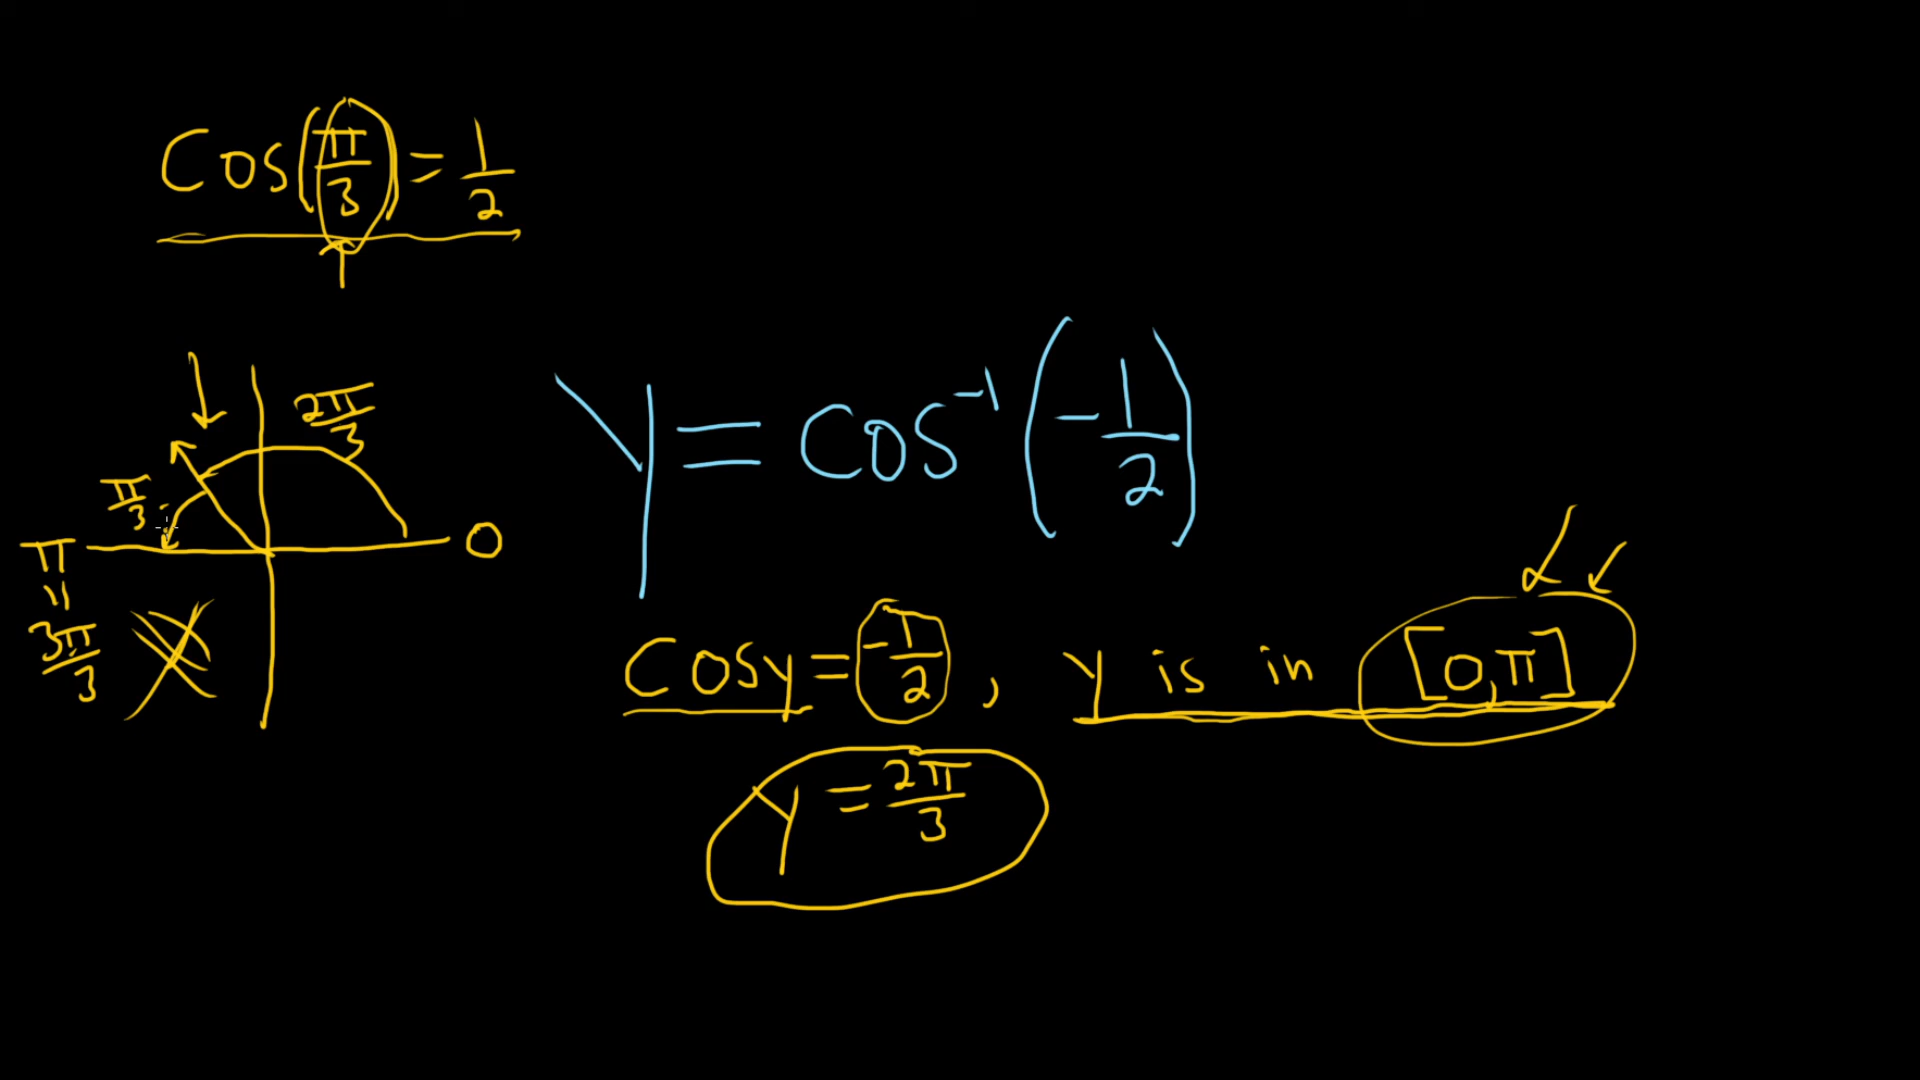 Cos(π/3) = 1/2
2π/3
π/3
0
π
=
3π/3
Y = Cos⁻¹(-1/2)
Cosy = -1/2, Y is in [0,π]
Y = 2π/3